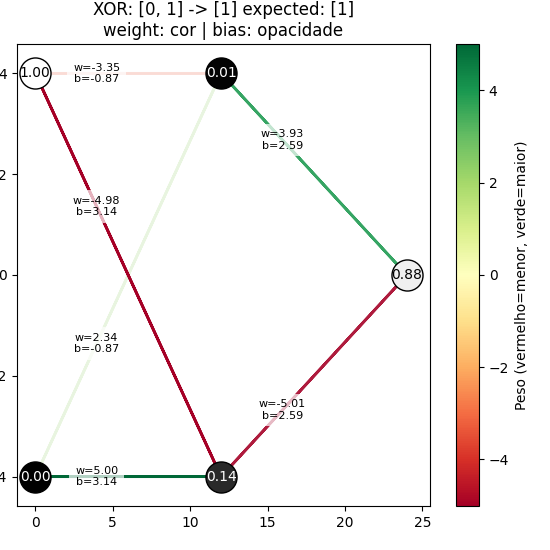 XOR: [0, 1] -> [1] expected: [1]
weight: cor | bias: opacidade
4
2
0
2
4
1.00
0.01
w=-3.35
b=-0.87
w=3.93
b=2.59
w=-4.98
b=3.14
0.88
w=2.34
b=-0.87
w=-5.01
b=2.59
0.00
w=5.00
b=3.14
0.14
0
5
10
15
20
25
4
2
0
−2
−4
Peso (vermelho=menor, verde=maior)